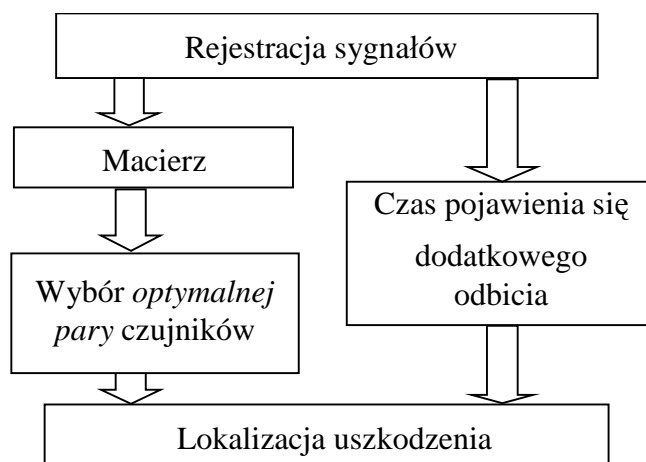 Rejestracja sygnałów
Macierz
Wybór optymalnej
pary czujników
Czas pojawienia się
dodatkowego
odbicia
Lokalizacja uszkodzenia